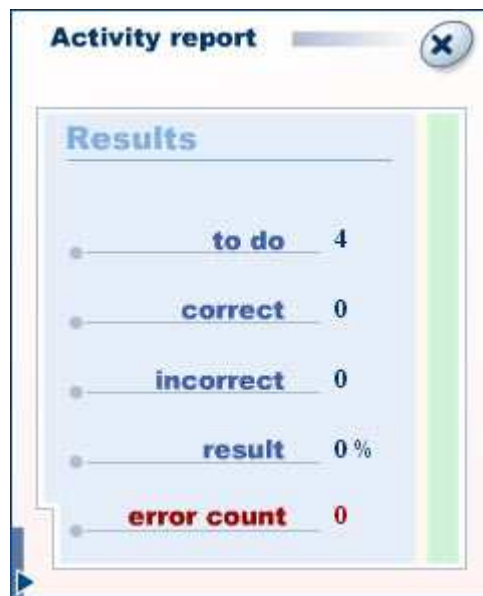 Activity report
Results
to do 4
correct 0
incorrect 0
result 0 %
error count 0